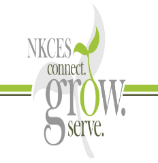 NKCES
connect.
grow.
serve.